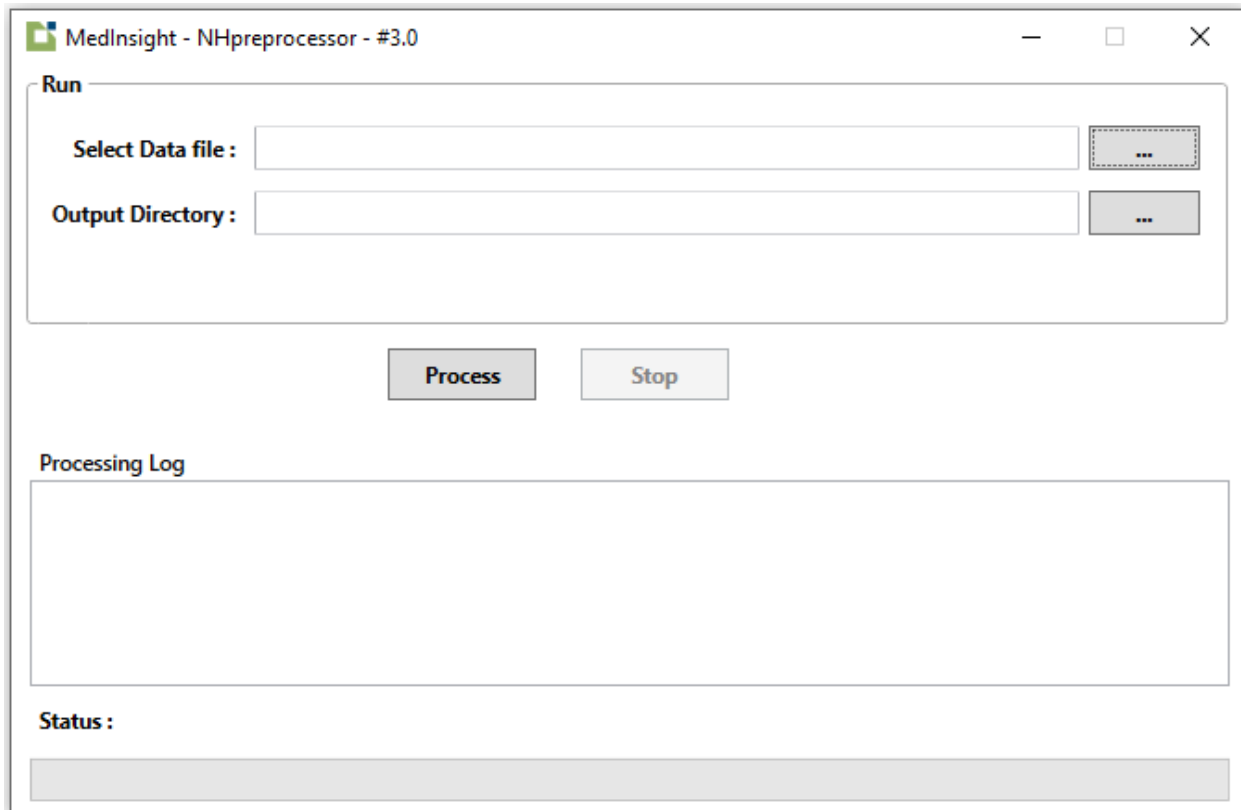 MedInsight - NHpreprocessor - #3.0
Run
Select Data file : ...
Output Directory : ...
Process Stop
Processing Log
Status :